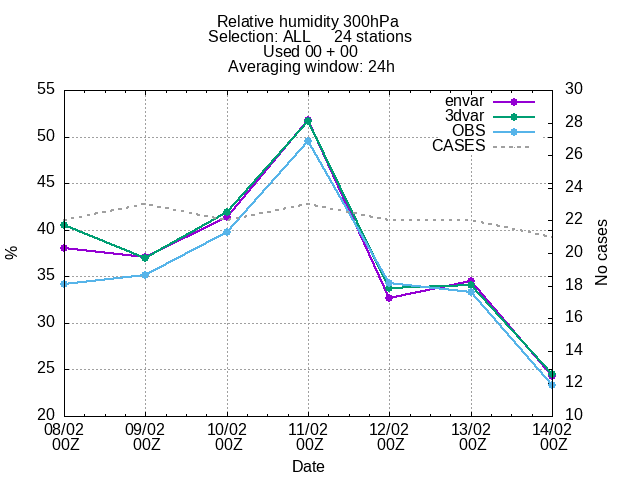 Relative humidity 300hPa
Selection: ALL 24 stations
Used 00 + 00
Averaging window: 24h
55 30
envar
3dvar
28
50
OBS
CASES
26
45 24
40 22
%
No cases
20
35
18
30
16
25
14
12
20 10
08/02 09/02 10/02 11/02 12/02 13/02 14/02
00Z 00Z 00Z 00Z 00Z 00Z 00Z
Date